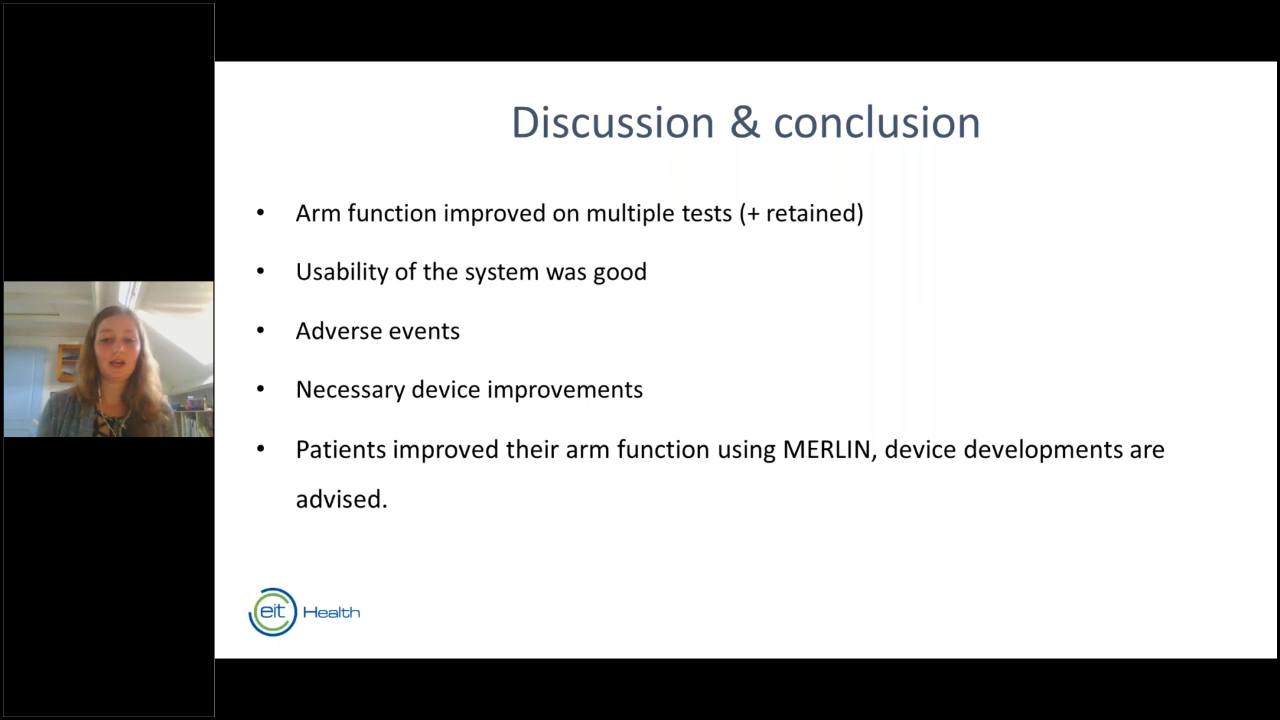 Discussion & conclusion
• Arm function improved on multiple tests (+ retained)
• Usability of the system was good
• Adverse events
• Necessary device improvements
• Patients improved their arm function using MERLIN, device developments are
advised.
eit Health